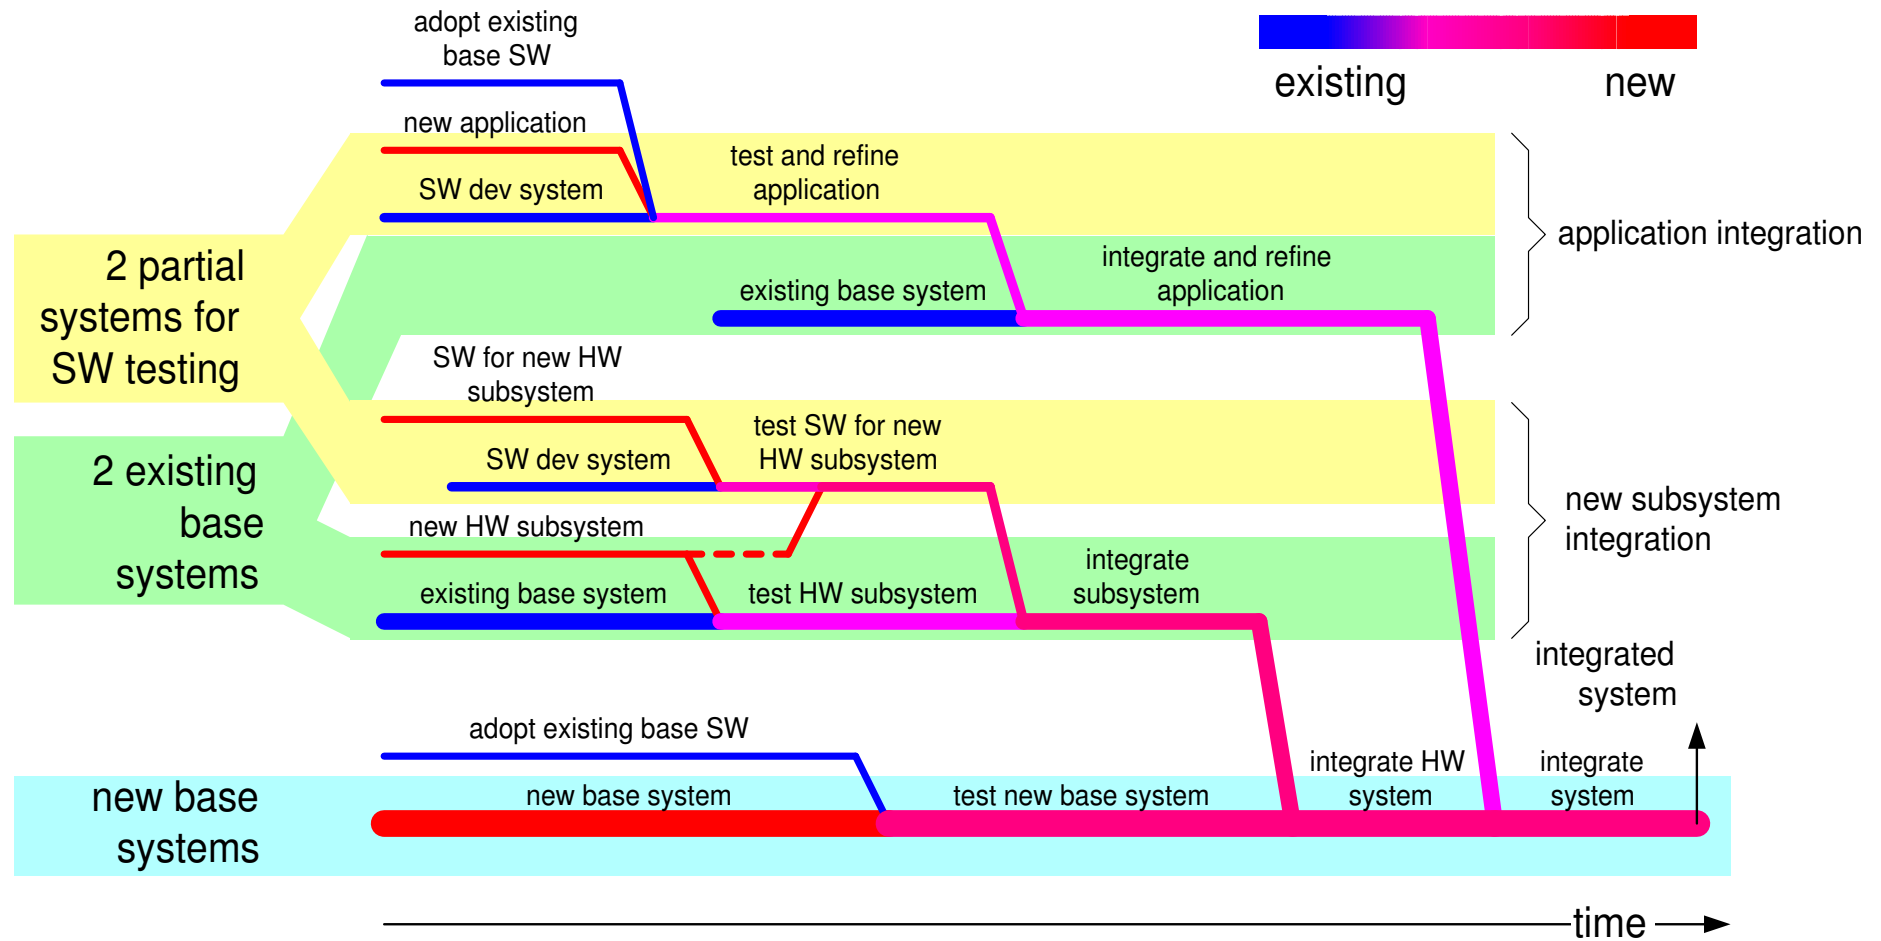 adopt existing
base SW
existing
new
new application
test and refine
application
SW dev system
application integration
2 partial
systems for
SW testing
integrate and refine
application
existing base system
SW for new HW
subsystem
test SW for new
HW subsystem
SW dev system
2 existing
base
systems
new subsystem
integration
new HW subsystem
integrate
subsystem
existing base system
test HW subsystem
integrated
system
adopt existing base SW
new base
systems
new base system
test new base system
integrate HW
system
integrate
system
time